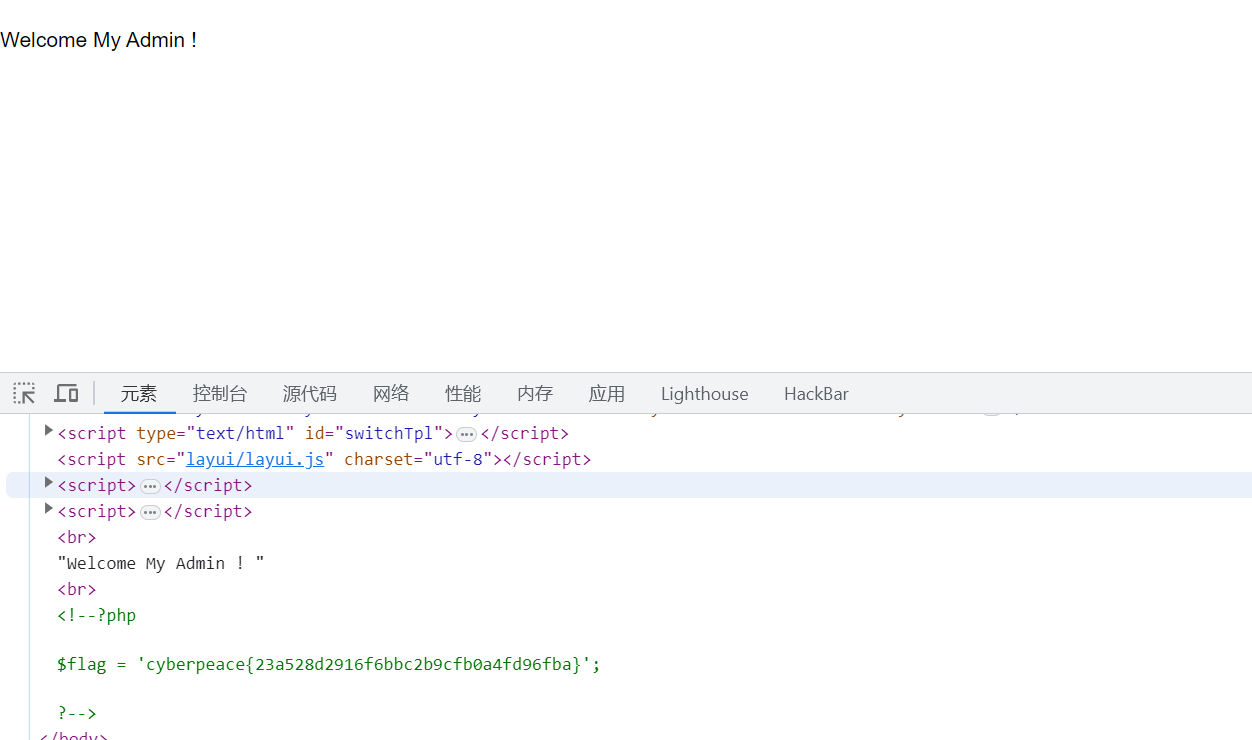 Welcome My Admin !
元素 控制台 源代码 网络 性能 内存 应用 Lighthouse HackBar
<script type="text/html" id="switchTpl">…</script>
<script src="layui/layui.js" charset="utf-8"></script>
<script>…</script>
<script>…</script>
<br>
"Welcome My Admin ! "
<br>
<!--?php
$flag = 'cyberpeace{23a528d2916f6bbc2b9cfb0a4fd96fba}';
?-->
</body>